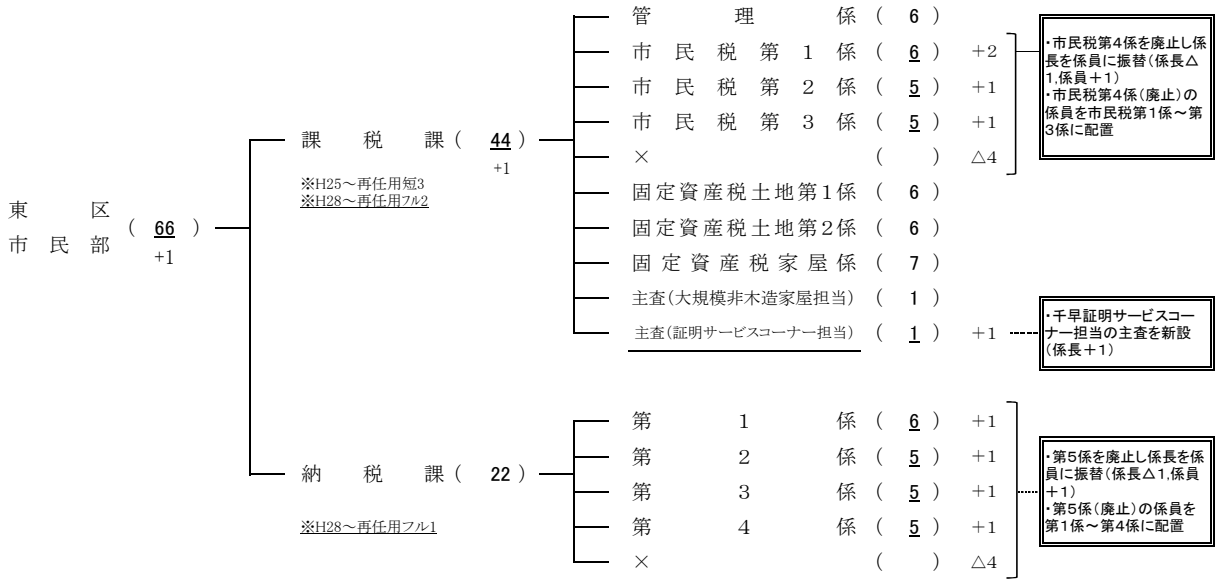 東区
市民部 ( 66 )
+1
課税課 ( 44 )
+1
※H25～再任用短3
※H28～再任用フル2
管理係 ( 6 )
市民税第1係 ( 6 ) +2
市民税第2係 ( 5 ) +1
市民税第3係 ( 5 ) +1
× ( ) △4
固定資産税土地第1係 ( 6 )
固定資産税土地第2係 ( 6 )
固定資産税家屋係 ( 7 )
主査(大規模非木造家屋担当) ( 1 )
主査(証明サービスコーナー担当) ( 1 ) +1
・市民税第4係を廃止し係
長を係員に振替(係長△
1,係員+1)
・市民税第4係(廃止)の
係員を市民税第1係～第
3係に配置
・千早証明サービスコー
ナー担当の主査を新設
(係長+1)
納税課 ( 22 )
※H28～再任用フル1
第1係 ( 6 ) +1
第2係 ( 5 ) +1
第3係 ( 5 ) +1
第4係 ( 5 ) +1
× ( ) △4
・第5係を廃止し係長を係
員に振替(係長△1,係員
+1)
・第5係(廃止)の係員を
第1係～第4係に配置